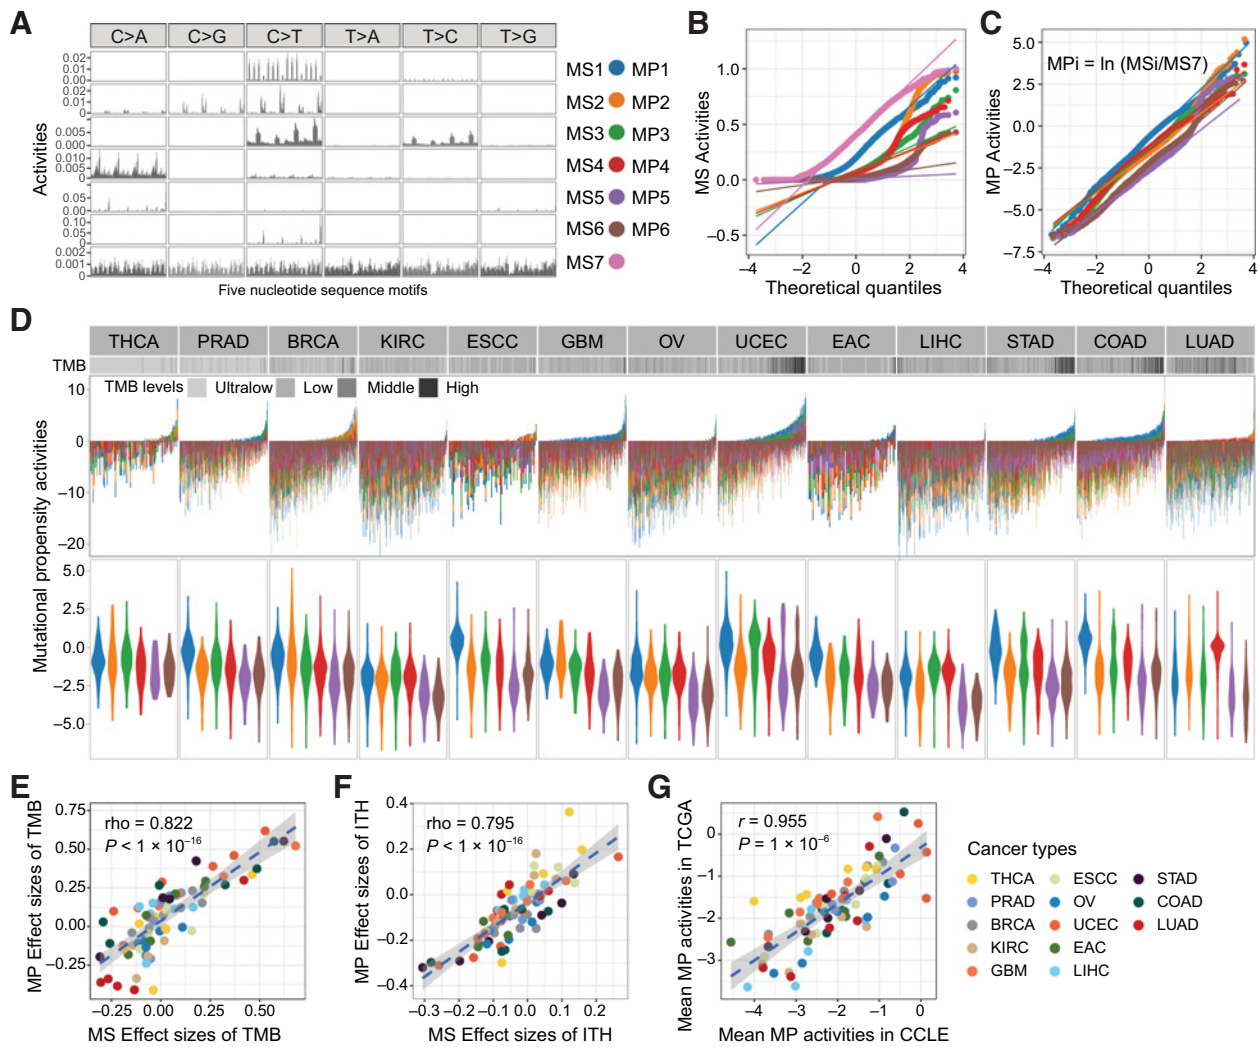 A
C>A C>G C>T T>A T>C T>G
0.02
0.01
0.00
0.02
0.01
0
0.005
0.000
0.010
0.005
0
0.05
0
0.10
0.05
0
0.002
0.001
0
Activities
Five nucleotide sequence motifs
MS1 MP1
MS2 MP2
MS3 MP3
MS4 MP4
MS5 MP5
MS6 MP6
MS7
B
1.0
0.5
0.0
−0.5
MS Activities
−4 −2 0 2 4
Theoretical quantiles
C
MPi = ln (MSi/MS7)
5.0
2.5
0.0
−2.5
−5.0
−7.5
MP Activities
−4 −2 0 2 4
Theoretical quantiles
D
THCA PRAD BRCA KIRC ESCC GBM OV UCEC EAC LIHC STAD COAD LUAD
TMB
TMB levels Ultralow Low Middle High
10
0
−10
−20
5.0
2.5
0.0
−2.5
−5.0
Mutational propensity activities
E
rho = 0.822
P < 1 × 10−16
0.75
0.50
0.25
0.00
−0.25
MP Effect sizes of TMB
−0.25 0.00 0.25 0.50
MS Effect sizes of TMB
F
rho = 0.795
P < 1 × 10−16
0.4
0.2
0.0
−0.2
−0.4
MP Effect sizes of ITH
−0.3 −0.2 −0.1 0.0 0.1 0.2
MS Effect sizes of ITH
G
r = 0.955
P = 1 × 10−6
0
−1
−2
−3
Mean MP activities in TCGA
−4 −3 −2 −1 0
Mean MP activities in CCLE
Cancer types
THCA ESCC STAD
PRAD OV COAD
BRCA UCEC LUAD
KIRC EAC
GBM LIHC